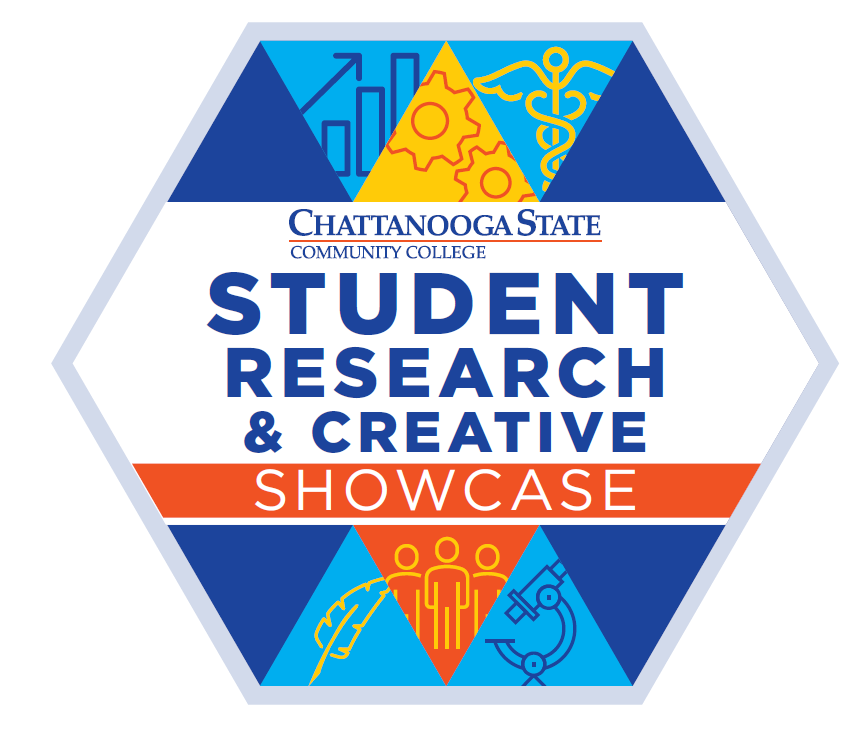 CHATTANOOGA STATE
COMMUNITY COLLEGE
STUDENT
RESEARCH
& CREATIVE
SHOWCASE